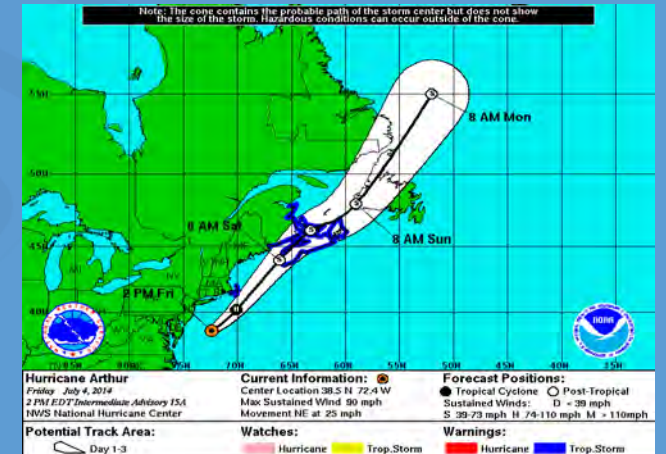 Note: The cone contains the probable path of the storm center but does not show
the size of the storm. Hazardous conditions can occur outside of the cone.
55N
8 AM Mon
50N
8 AM Sat
8 AM Sun
45N
2 PM Fri
40N
NOAA
65W 60W 55W 50W 45W 40W 35W
Hurricane Arthur
Friday July 4, 2014
2 PM EDT Intermediate Advisory 15A
NWS National Hurricane Center
Current Information:
Center Location 38.5 N 72.4 W
Max Sustained Wind 90 mph
Movement NE at 25 mph
Forecast Positions:
Tropical Cyclone Post-Tropical
Sustained Winds: D < 39 mph
S 39-73 mph H 74-110 mph M > 110mph
Potential Track Area:
Day 1-3
Watches:
Hurricane Trop.Storm
Warnings:
Hurricane Trop.Storm